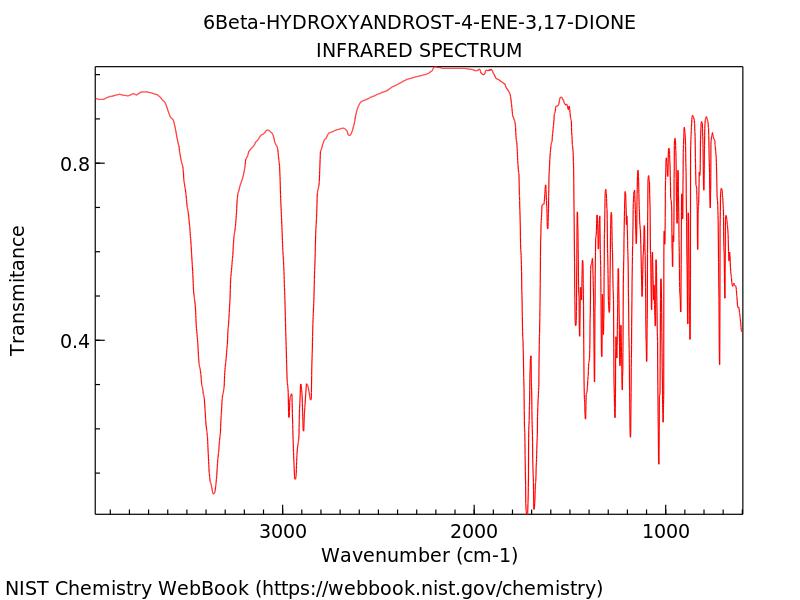 6Beta-HYDROXYANDROST-4-ENE-3,17-DIONE
INFRARED SPECTRUM
0.8
0.4
Transmitance
3000 2000 1000
Wavenumber (cm-1)
NIST Chemistry WebBook (https://webbook.nist.gov/chemistry)